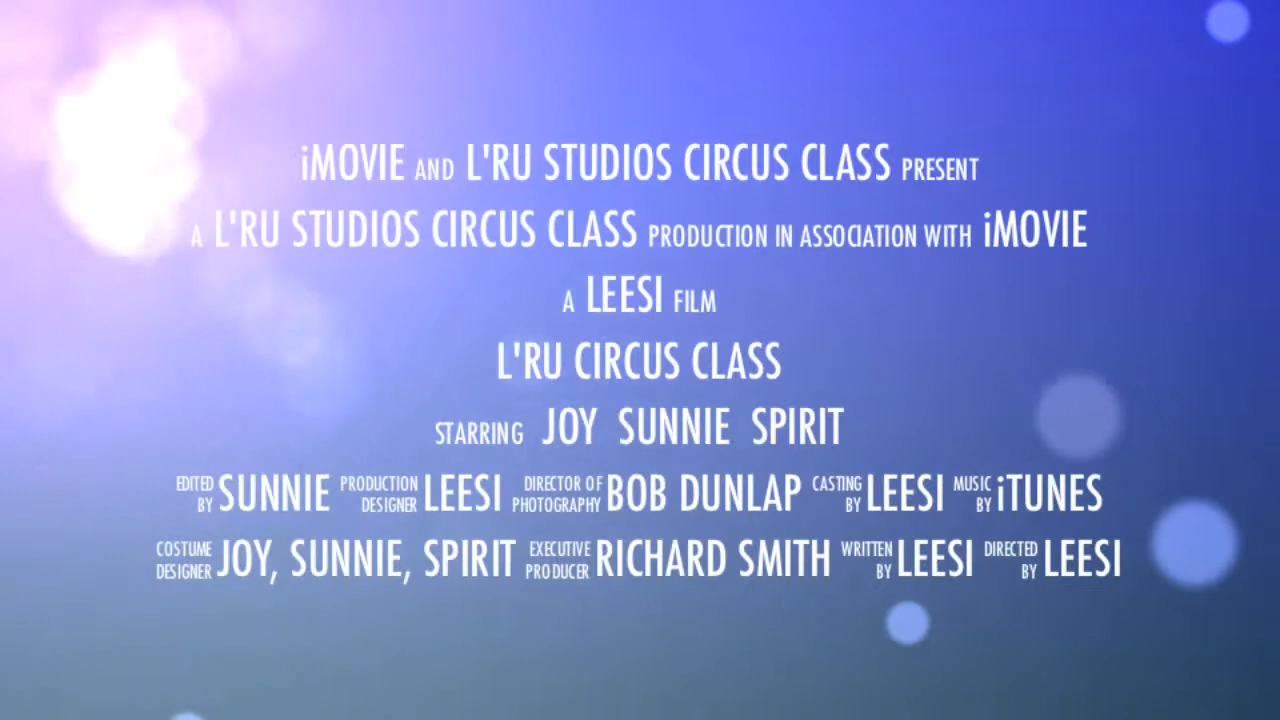 iMOVIE AND L'RU STUDIOS CIRCUS CLASS PRESENT
A L'RU STUDIOS CIRCUS CLASS PRODUCTION IN ASSOCIATION WITH iMOVIE
A LEESI FILM
L'RU CIRCUS CLASS
STARRING JOY SUNNIE SPIRIT
EDITED BY SUNNIE PRODUCTION DESIGNER LEESI DIRECTOR OF PHOTOGRAPHY BOB DUNLAP CASTING BY LEESI MUSIC BY iTUNES
COSTUME DESIGNER JOY, SUNNIE, SPIRIT EXECUTIVE PRODUCER RICHARD SMITH WRITTEN BY LEESI DIRECTED BY LEESI